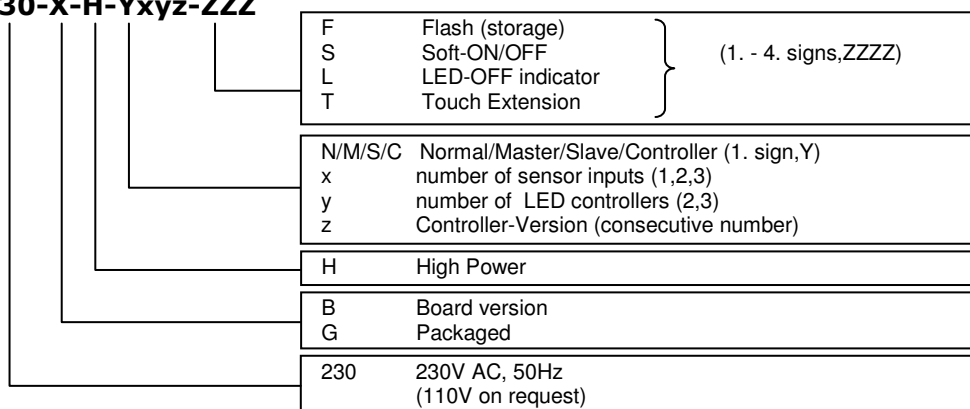 30-X-H-Yxyz-ZZZ
F Flash (storage)
S Soft-ON/OFF (1. - 4. signs,ZZZZ)
L LED-OFF indicator
T Touch Extension
N/M/S/C Normal/Master/Slave/Controller (1. sign,Y)
x number of sensor inputs (1,2,3)
y number of LED controllers (2,3)
z Controller-Version (consecutive number)
H High Power
B Board version
G Packaged
230 230V AC, 50Hz
(110V on request)